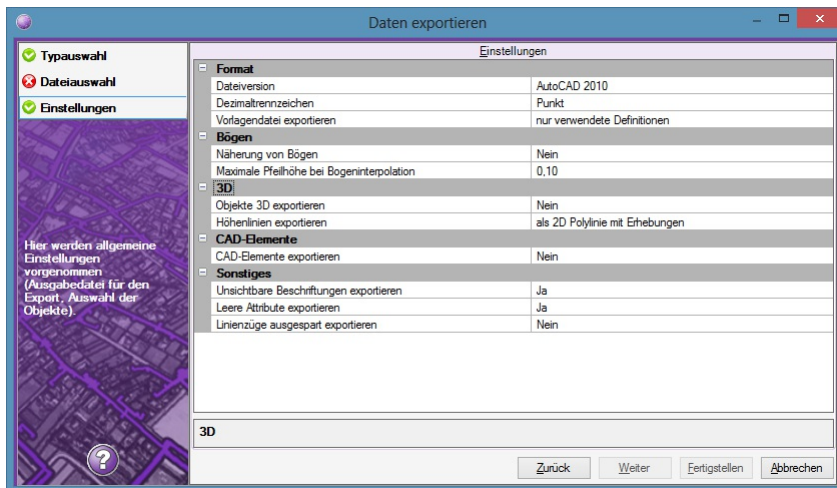 Daten exportieren
Typauswahl
Dateiauswahl
Einstellungen
Hier werden allgemeine
Einstellungen
vorgenommen
(Ausgabedatei für den
Export, Auswahl der
Objekte).
?
Einstellungen
Format
Dateiversion AutoCAD 2010
Dezimaltrennzeichen Punkt
Vorlagendatei exportieren nur verwendete Definitionen
Bögen
Näherung von Bögen Nein
Maximale Pfeilhöhe bei Bogeninterpolation 0,10
3D
Objekte 3D exportieren Nein
Höhenlinien exportieren als 2D Polylinie mit Erhebungen
CAD-Elemente
CAD-Elemente exportieren Nein
Sonstiges
Unsichtbare Beschriftungen exportieren Ja
Leere Attribute exportieren Ja
Linienzüge ausgespart exportieren Nein
3D
Zurück Weiter Fertigstellen Abbrechen